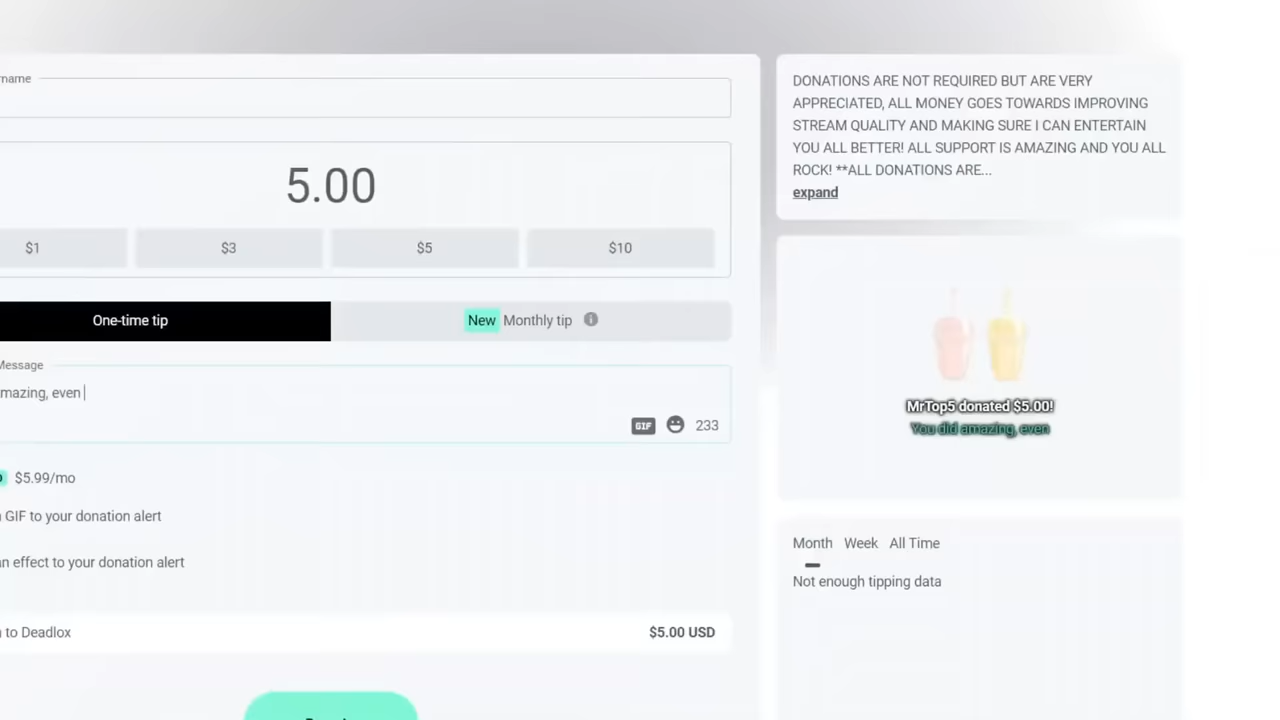 rname
5.00
$1
$3
$5
$10
One-time tip
New Monthly tip
Message
mazing, even
GIF
233
$5.99/mo
GIF to your donation alert
n effect to your donation alert
to Deadlox
$5.00 USD
DONATIONS ARE NOT REQUIRED BUT ARE VERY
APPRECIATED, ALL MONEY GOES TOWARDS IMPROVING
STREAM QUALITY AND MAKING SURE I CAN ENTERTAIN
YOU ALL BETTER! ALL SUPPORT IS AMAZING AND YOU ALL
ROCK! **ALL DONATIONS ARE...
expand
MrTop5 donated $5.00!
You did amazing, even
Month Week All Time
Not enough tipping data